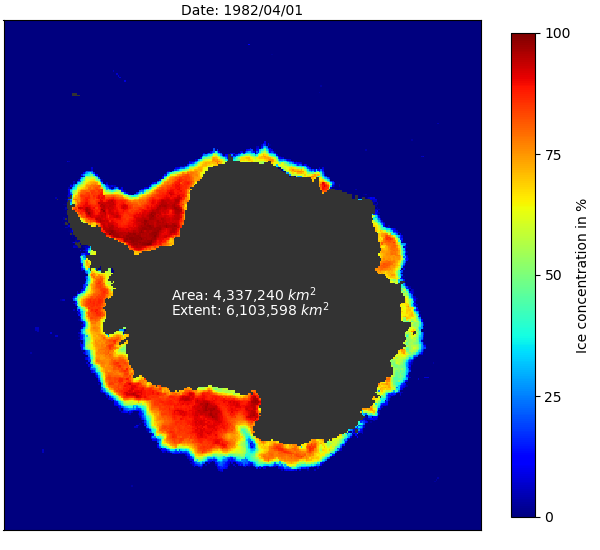 Date: 1982/04/01
100
75
50
25
0
Ice concentration in %
Area: 4,337,240 km²
Extent: 6,103,598 km²